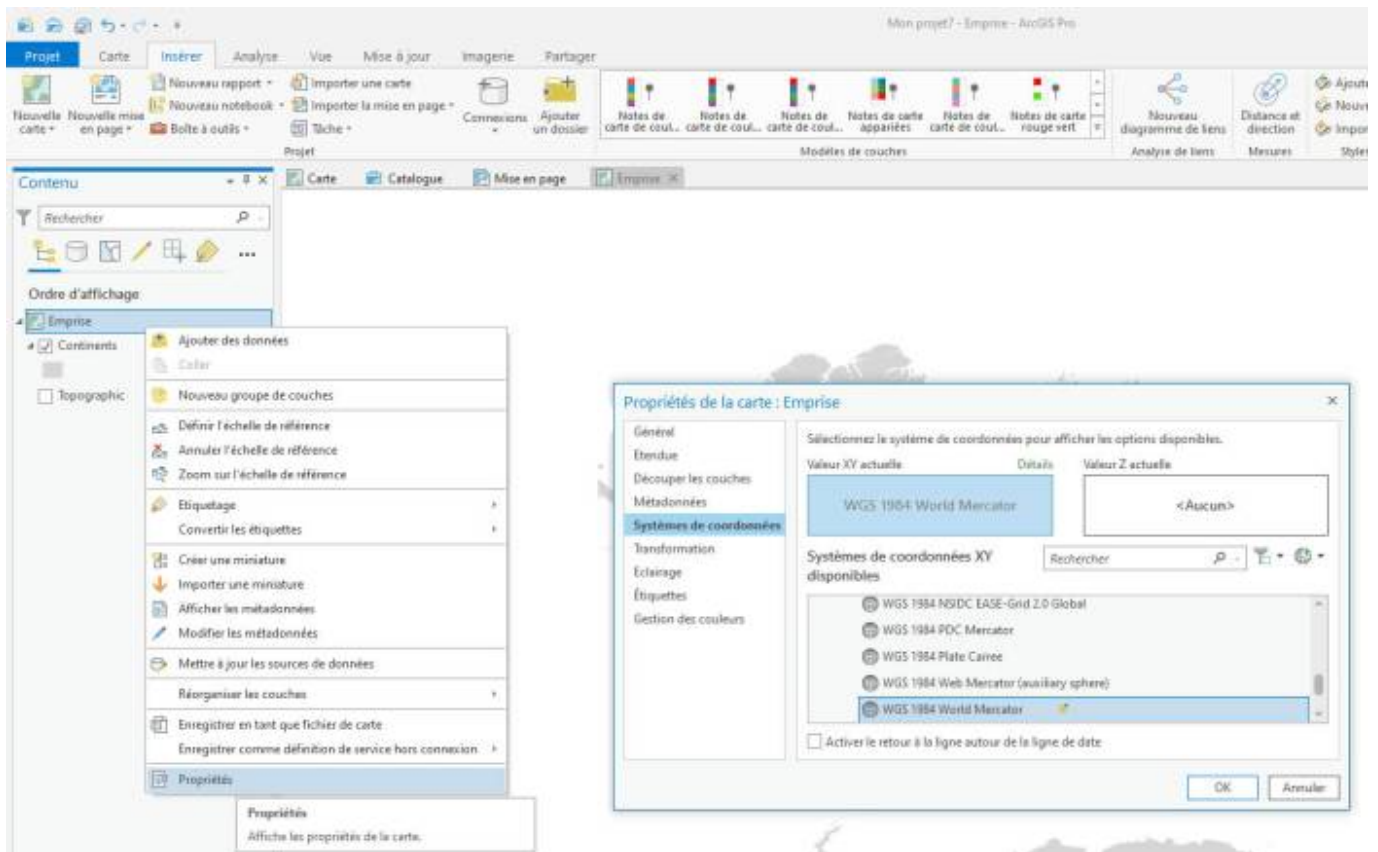 Mon projet7 - Emprise - ArcGIS Pro
Projet Carte Insérer Analyse Vue Mise à jour Imagerie Partager
Nouvelle carte
Nouvelle mise en page
Nouveau rapport
Nouveau notebook
Boîte à outils
Importer une carte
Importer la mise en page
Tâche
Connexions
Ajouter un dossier
Notes de carte de coul...
Notes de carte de coul...
Notes de carte de coul...
Notes de carte appariées
Notes de carte de coul...
Notes de carte rouge vert
Nouveau diagramme de liens
Distance et direction
Ajoute
Nouv
Impor
Projet
Modèles de couches
Analyse de liens
Mesures
Styles
Contenu
Carte Catalogue Mise en page Emprise
Rechercher
Ordre d'affichage
Emprise
Continents
Topographic
Ajouter des données
Coller
Nouveau groupe de couches
Définir l'échelle de référence
Annuler l'échelle de référence
Zoom sur l'échelle de référence
Etiquetage
Convertir les étiquettes
Créer une miniature
Importer une miniature
Afficher les métadonnées
Modifier les métadonnées
Mettre à jour les sources de données
Réorganiser les couches
Enregistrer en tant que fichier de carte
Enregistrer comme définition de service hors connexion
Propriétés
Propriétés
Affiche les propriétés de la carte.
Propriétés de la carte : Emprise
Général
Etendue
Découper les couches
Métadonnées
Systèmes de coordonnées
Transformation
Eclairage
Étiquettes
Gestion des couleurs
Sélectionnez le système de coordonnées pour afficher les options disponibles.
Valeur XY actuelle Détails Valeur Z actuelle
WGS 1984 World Mercator
<Aucun>
Systèmes de coordonnées XY disponibles
Rechercher
WGS 1984 NSIDC EASE-Grid 2.0 Global
WGS 1984 PDC Mercator
WGS 1984 Plate Carree
WGS 1984 Web Mercator (auxiliary sphere)
WGS 1984 World Mercator
Activer le retour à la ligne autour de la ligne de date
OK Annuler